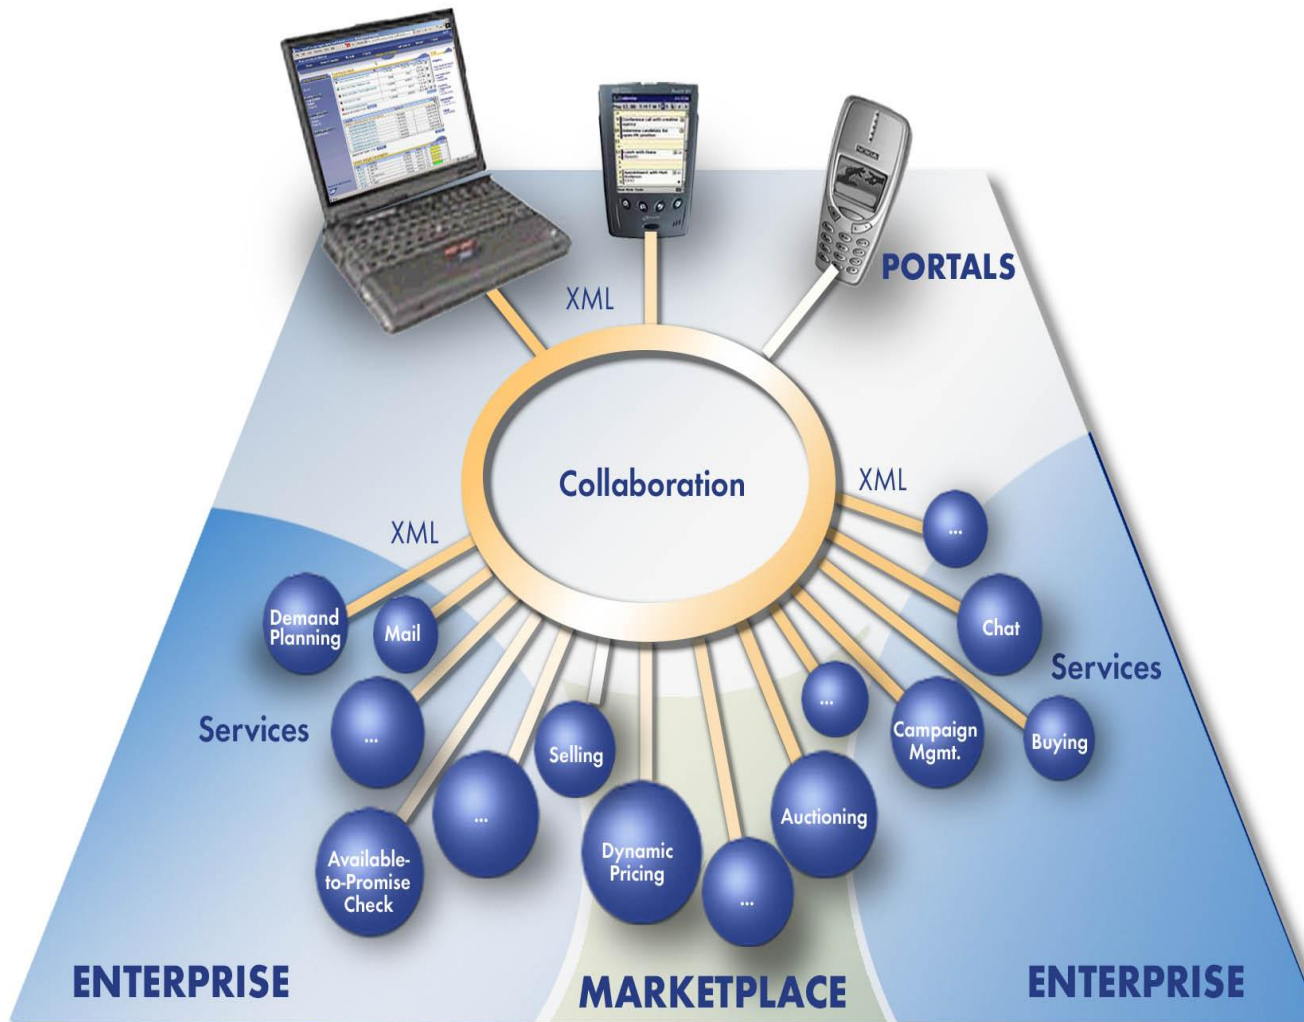 NOKIA
PORTALS
XML
Collaboration
XML
XML
...
Demand
Planning
Mail
Chat
Services
Services
...
Selling
...
Campaign
Mgmt.
Buying
...
Auctioning
Dynamic
Pricing
Available-
to-Promise
Check
...
ENTERPRISE
MARKETPLACE
ENTERPRISE